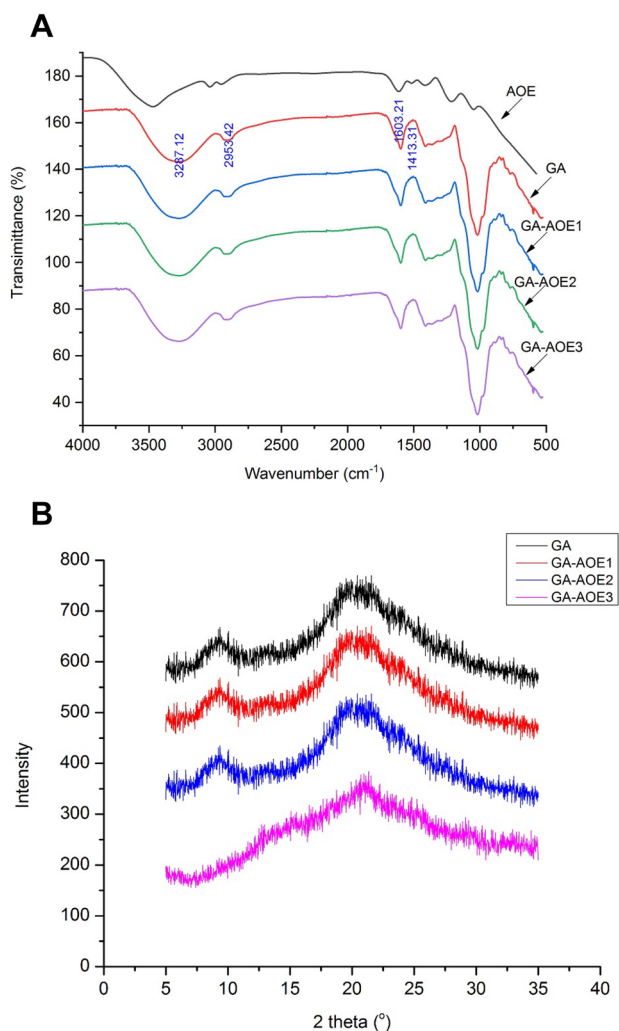 A
180
160
140
120
100
80
60
40
Transimittance (%)
4000
3500
3000
2500
2000
1500
1000
500
Wavenumber (cm-1)
3287.12
2953.42
1603.21
1413.31
AOE
GA
GA-AOE1
GA-AOE2
GA-AOE3
B
GA
GA-AOE1
GA-AOE2
GA-AOE3
800
700
600
500
400
300
200
100
0
Intensity
0
5
10
15
20
25
30
35
40
2 theta (o)